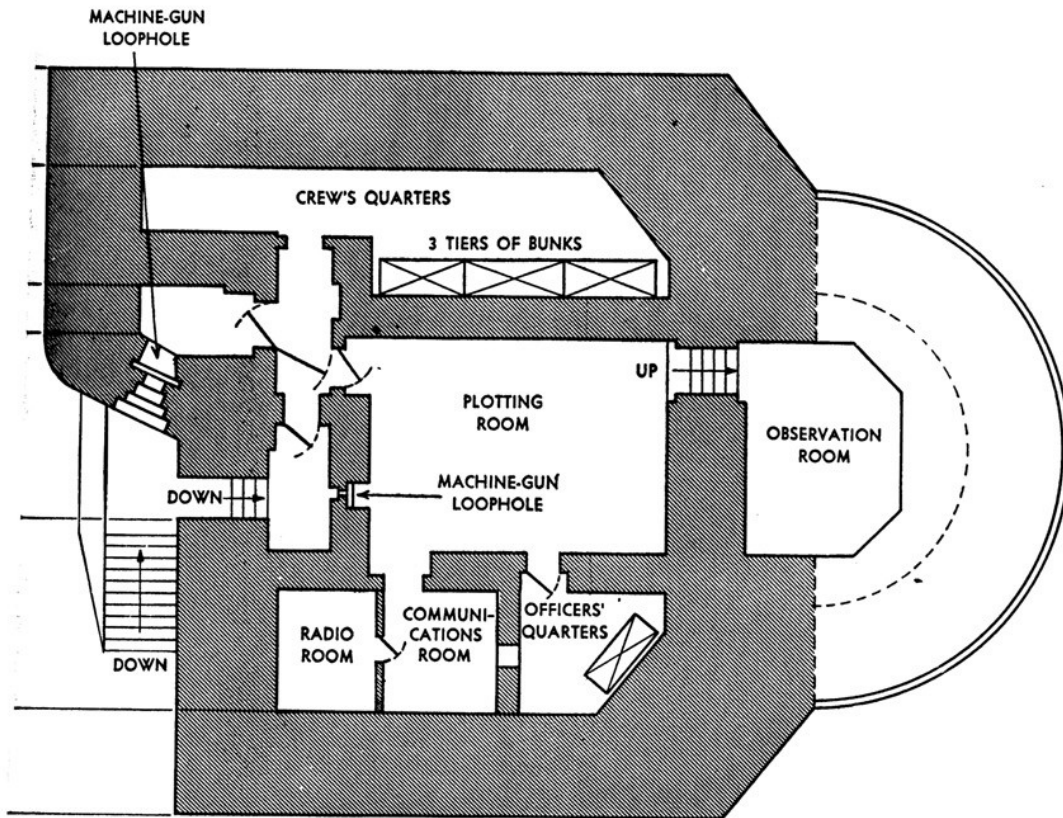 MACHINE-GUN
LOOPHOLE
CREW'S QUARTERS
3 TIERS OF BUNKS
UP
PLOTTING
ROOM
OBSERVATION
ROOM
DOWN
MACHINE-GUN
LOOPHOLE
RADIO
ROOM
COMMUNI-
CATIONS
ROOM
OFFICERS'
QUARTERS
DOWN